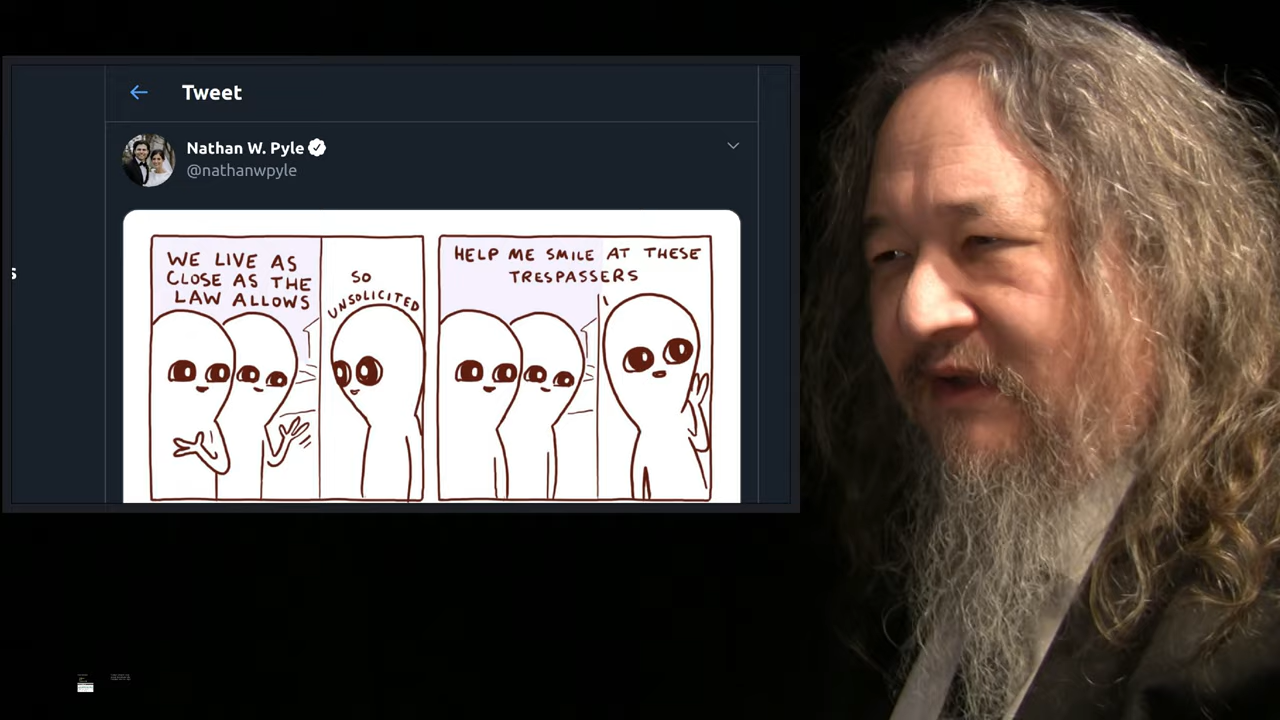 Tweet
Nathan W. Pyle
@nathanwpyle
WE LIVE AS
CLOSE AS THE
LAW ALLOWS
SO
UNSOLICITED
HELP ME SMILE AT THESE
TRESPASSERS
s